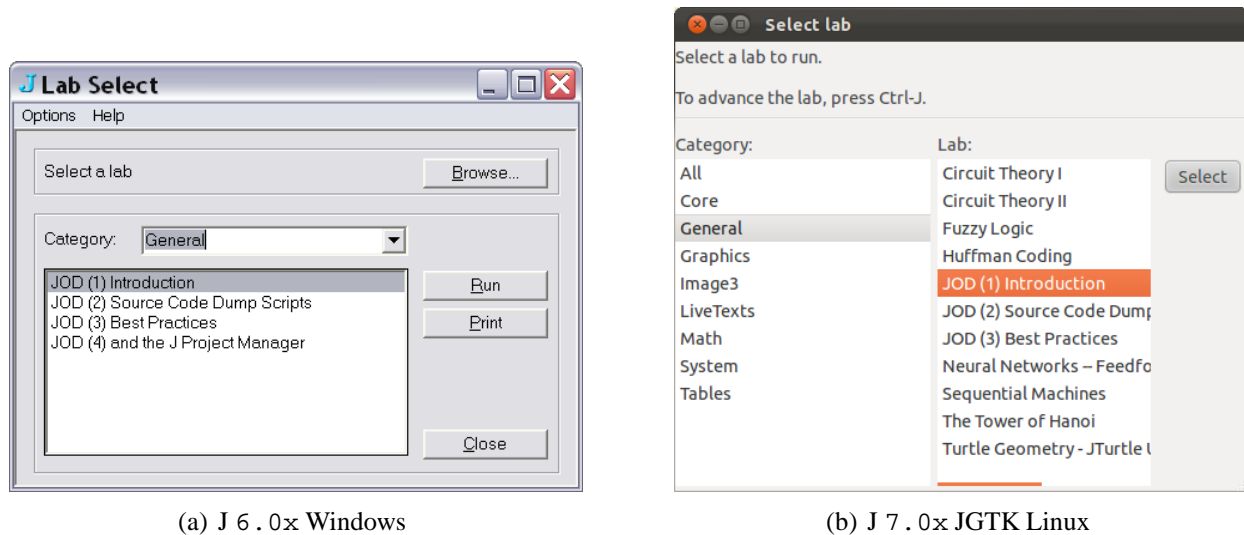 Lab Select
Options Help
Select a lab
Browse...
Category: General
JOD (1) Introduction
JOD (2) Source Code Dump Scripts
JOD (3) Best Practices
JOD (4) and the J Project Manager
Run
Print
Close
(a) J 6.0x Windows
Select lab
Select a lab to run.
To advance the lab, press Ctrl-J.
Category:
All
Core
General
Graphics
Image3
LiveTexts
Math
System
Tables
Lab:
Circuit Theory I
Circuit Theory II
Fuzzy Logic
Huffman Coding
JOD (1) Introduction
JOD (2) Source Code Dump
JOD (3) Best Practices
Neural Networks – Feedfo
Sequential Machines
The Tower of Hanoi
Turtle Geometry - JTurtle
Select
(b) J 7.0x JGTK Linux